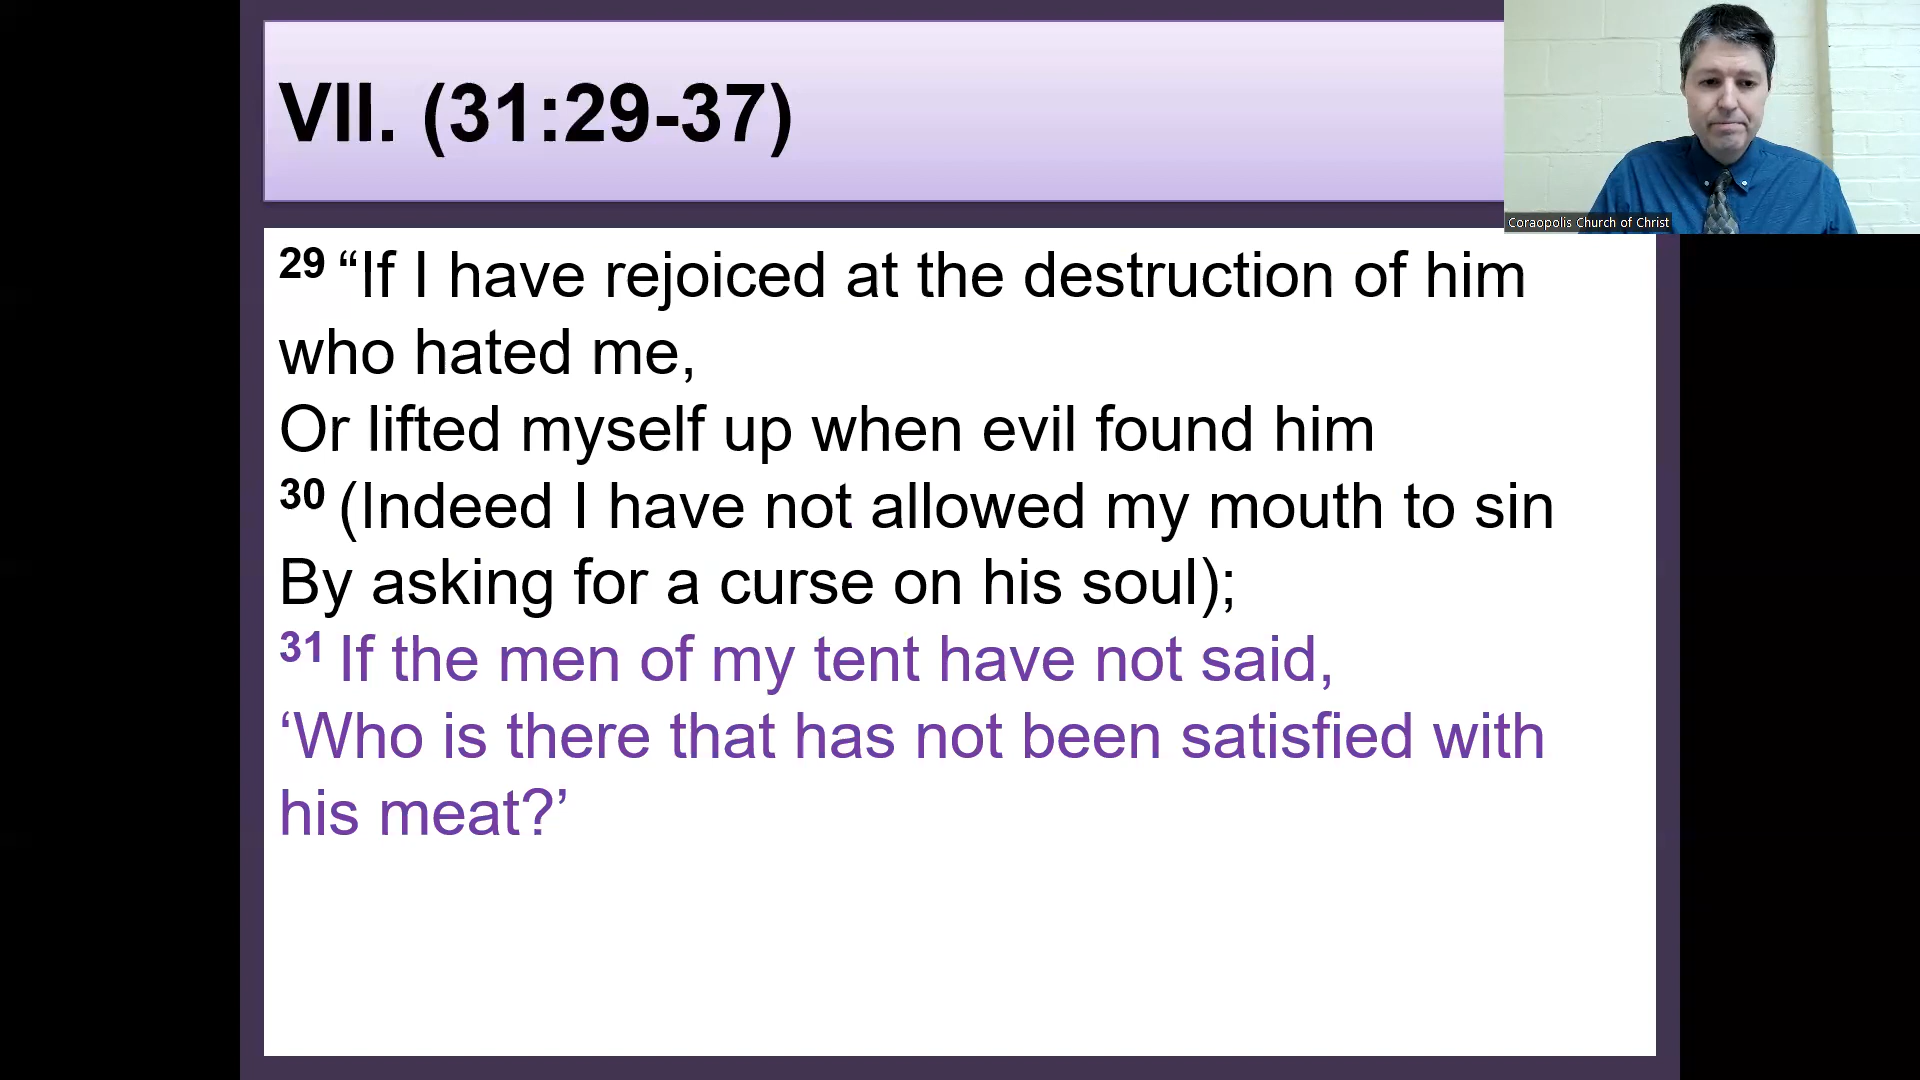 VII. (31:29-37)
Coraopolis Church of Christ
29 “If I have rejoiced at the destruction of him
who hated me,
Or lifted myself up when evil found him
30 (Indeed I have not allowed my mouth to sin
By asking for a curse on his soul);
31 If the men of my tent have not said,
‘Who is there that has not been satisfied with
his meat?’